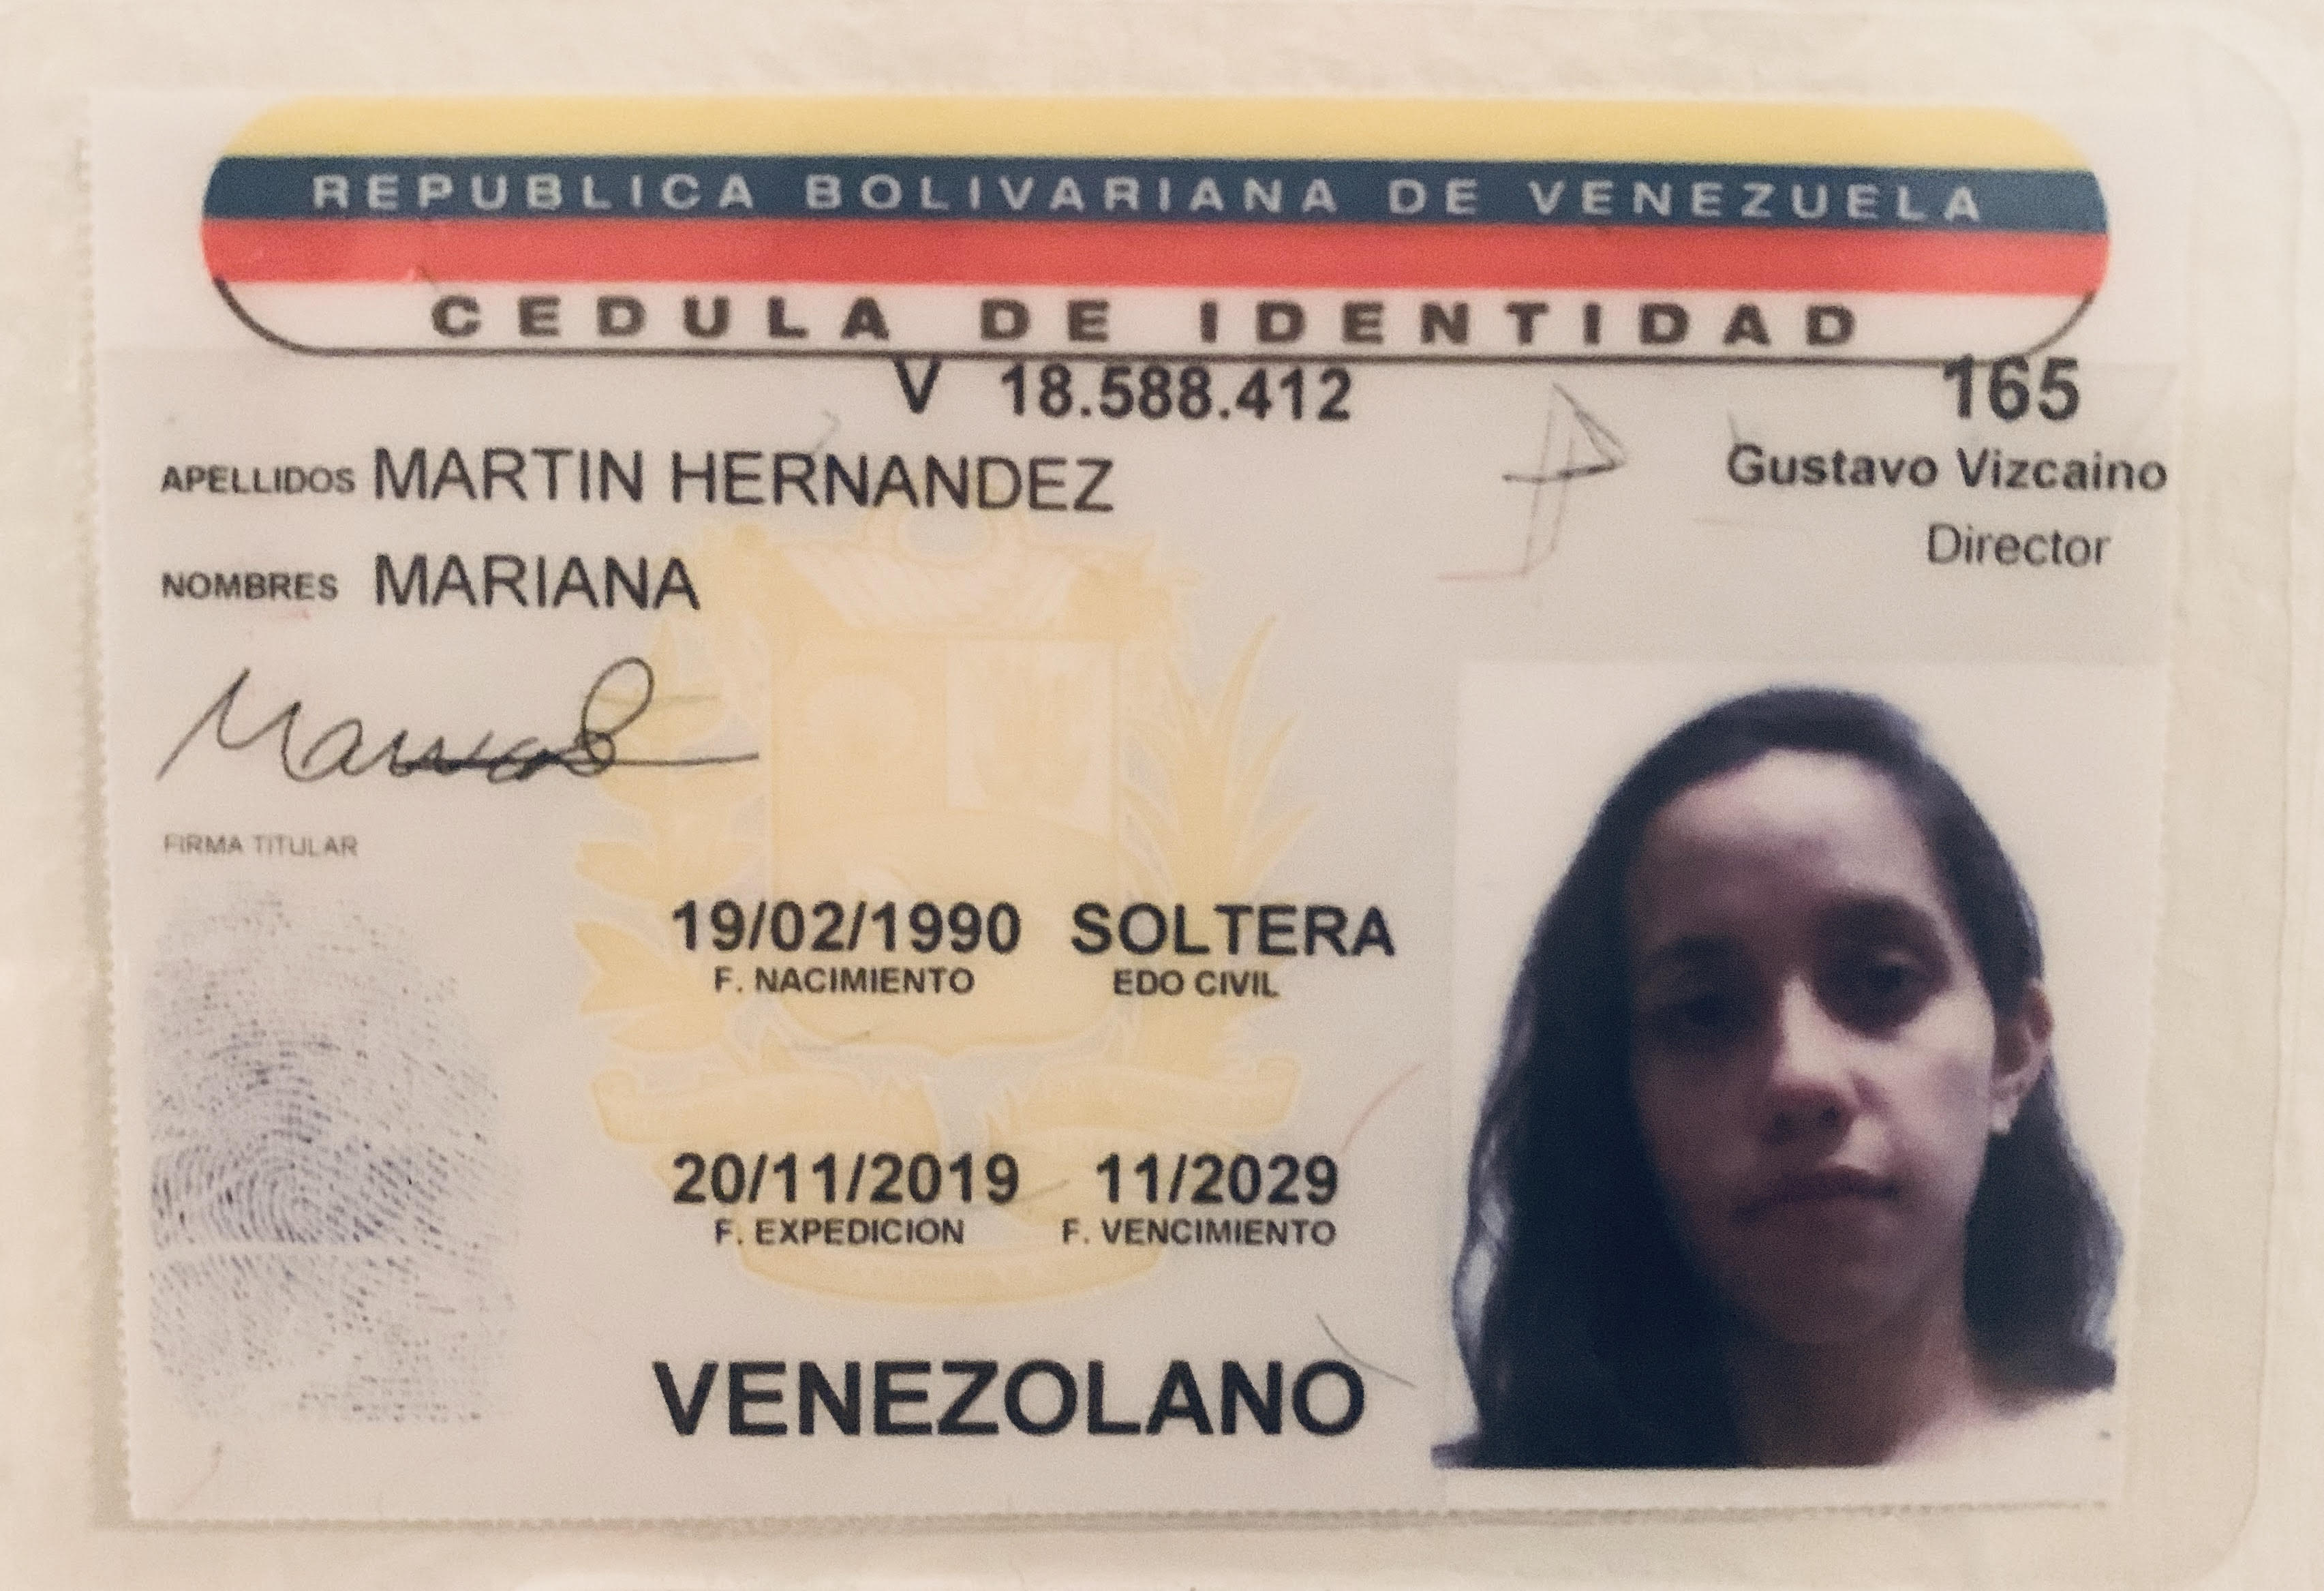 REPUBLICA BOLIVARIANA DE VENEZUELA
CEDULA DE IDENTIDAD
V 18.588.412
165
Gustavo Vizcaino
Director
APELLIDOS MARTIN HERNANDEZ
NOMBRES MARIANA
FIRMA TITULAR
19/02/1990 SOLTERA
F. NACIMIENTO EDO CIVIL
20/11/2019 11/2029
F. EXPEDICION F. VENCIMIENTO
VENEZOLANO